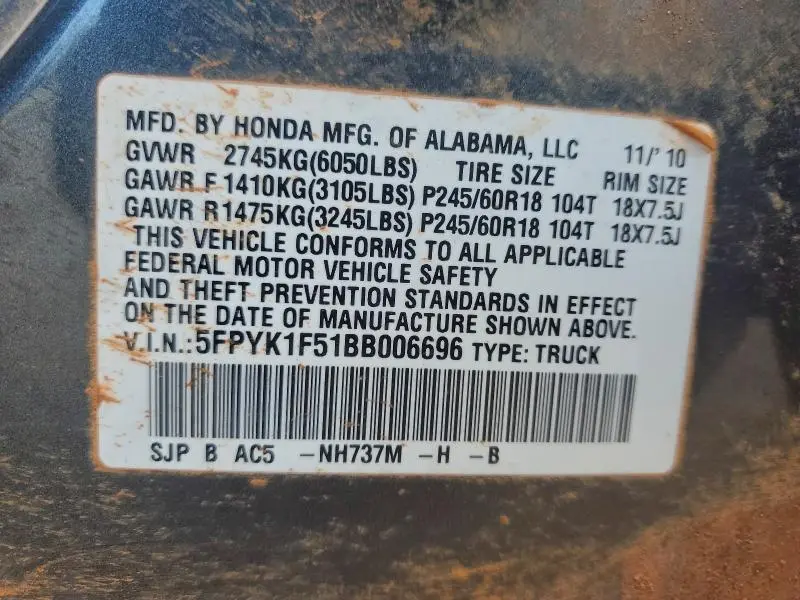 MFD. BY HONDA MFG. OF ALABAMA, LLC 11/'10
GVWR 2745KG(6050LBS) TIRE SIZE RIM SIZE
GAWR F 1410KG(3105LBS) P245/60R18 104T 18X7.5J
GAWR R 1475KG(3245LBS) P245/60R18 104T 18X7.5J
THIS VEHICLE CONFORMS TO ALL APPLICABLE
FEDERAL MOTOR VEHICLE SAFETY
AND THEFT PREVENTION STANDARDS IN EFFECT
ON THE DATE OF MANUFACTURE SHOWN ABOVE.
V.I.N.:5FPYK1F51BB006696 TYPE: TRUCK
SJP B AC5 -NH737M -H -B